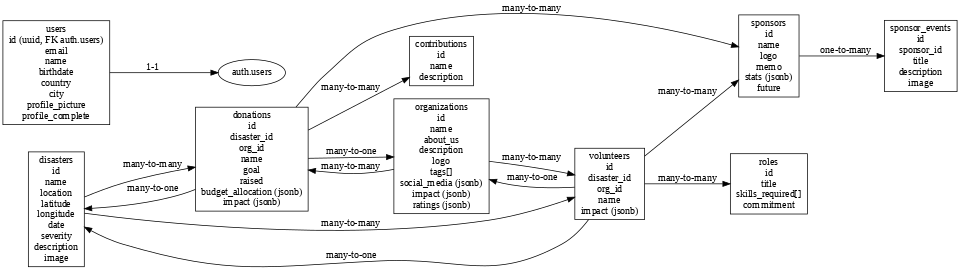 users
id (uuid, FK auth.users)
email
name
birthdate
country
city
profile_picture
profile_complete
1-1
auth.users
disasters
id
name
location
latitude
longitude
date
severity
description
image
many-to-many
many-to-one
many-to-many
many-to-one
donations
id
disaster_id
org_id
name
goal
raised
budget_allocation (jsonb)
impact (jsonb)
many-to-many
many-to-many
many-to-one
many-to-many
contributions
id
name
description
organizations
id
name
about_us
description
logo
tags[]
social_media (jsonb)
impact (jsonb)
ratings (jsonb)
many-to-many
many-to-one
volunteers
id
disaster_id
org_id
name
impact (jsonb)
many-to-many
many-to-many
sponsors
id
name
logo
memo
stats (jsonb)
future
one-to-many
sponsor_events
id
sponsor_id
title
description
image
roles
id
title
skills_required[]
commitment